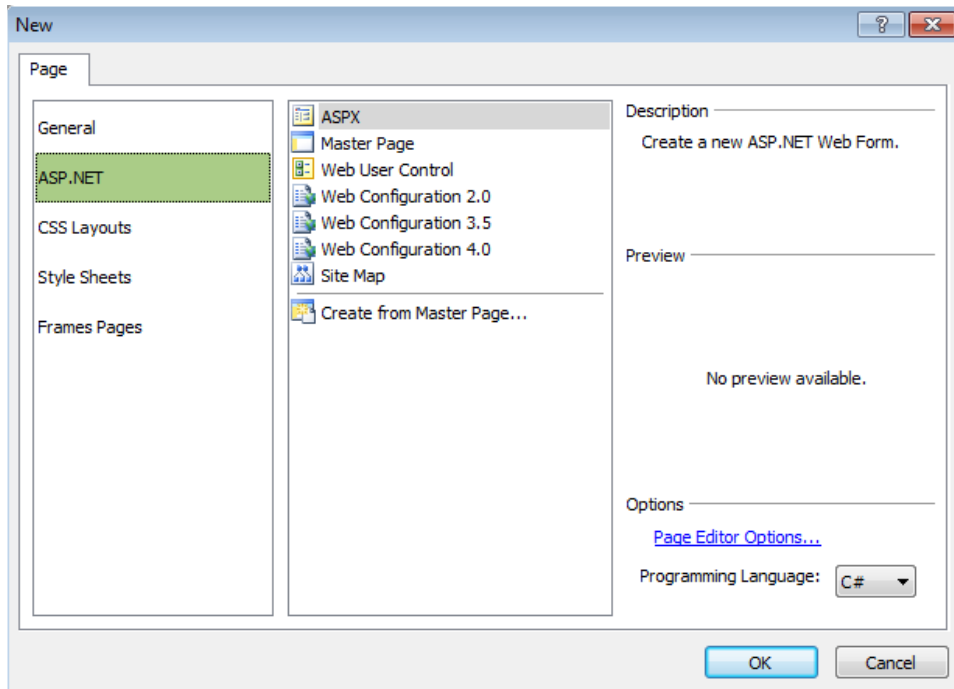 New
Page
General
ASP.NET
CSS Layouts
Style Sheets
Frames Pages
ASPX
Master Page
Web User Control
Web Configuration 2.0
Web Configuration 3.5
Web Configuration 4.0
Site Map
Create from Master Page...
Description
Create a new ASP.NET Web Form.
Preview
No preview available.
Options
Page Editor Options...
Programming Language: C#
OK Cancel